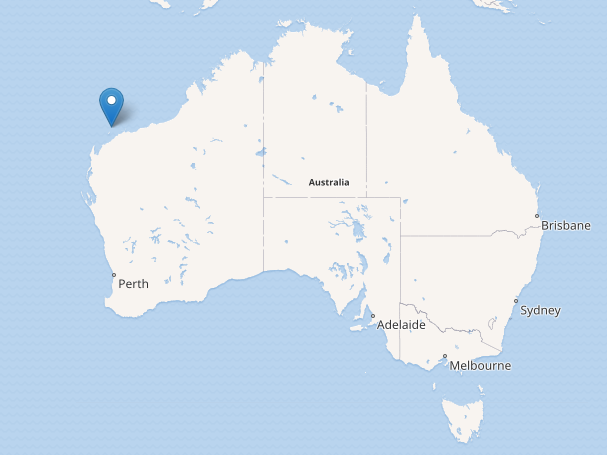 Australia
Brisbane
Perth
Sydney
Adelaide
Melbourne